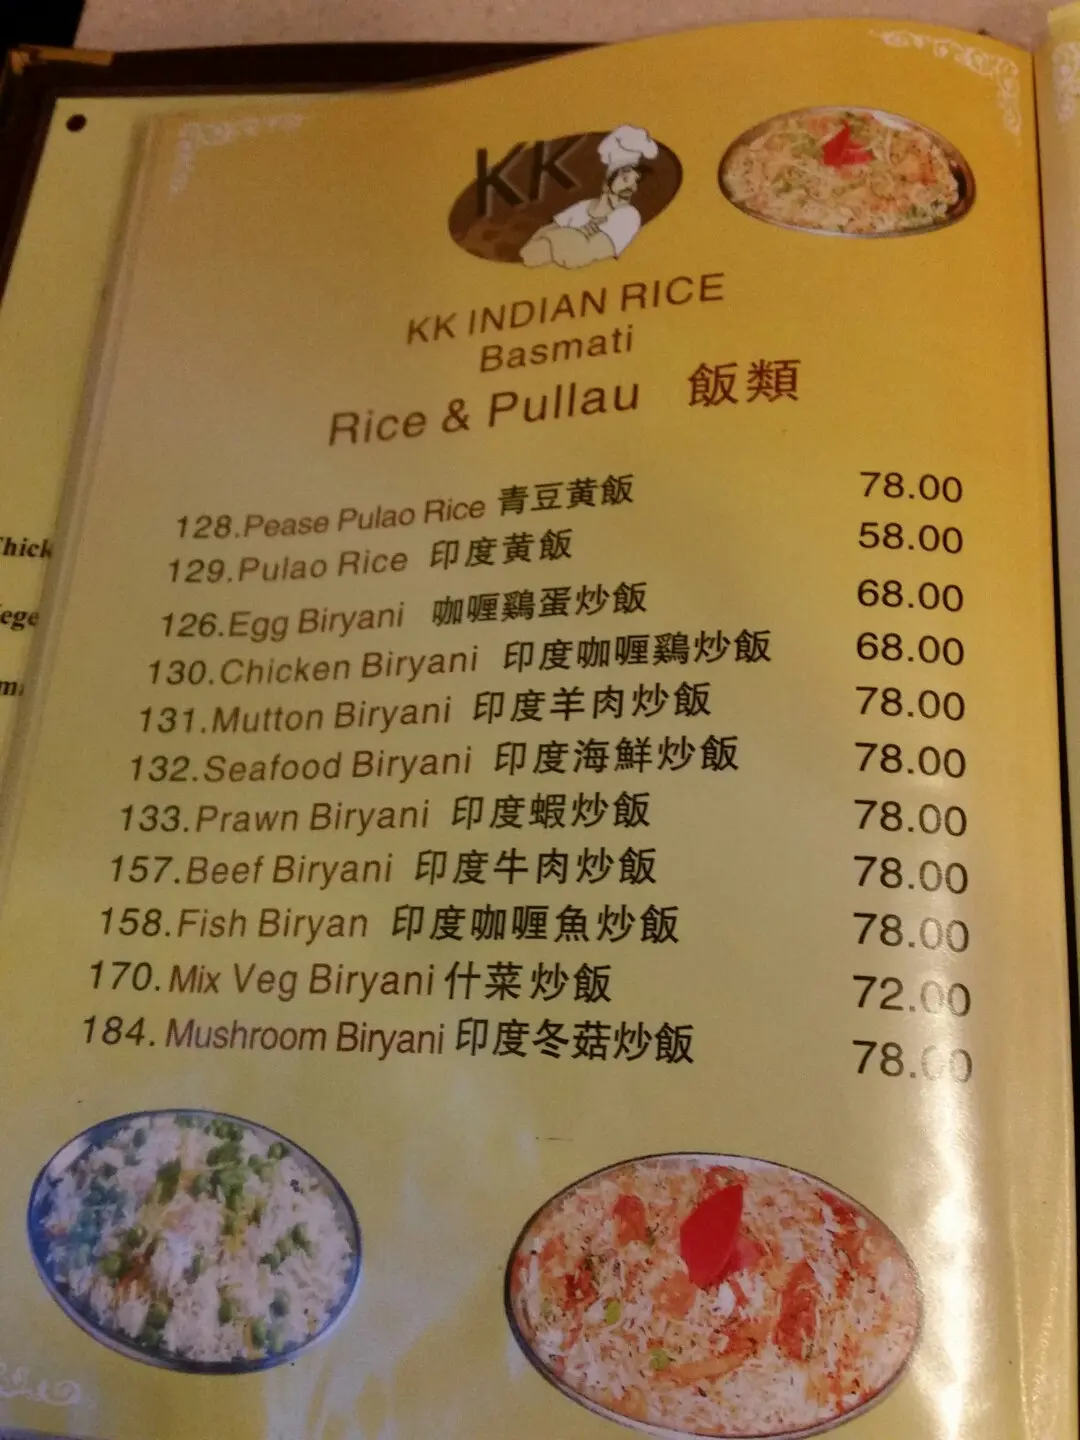 KK
KK INDIAN RICE
Basmati
Rice & Pullau 飯類
128.Pease Pulao Rice 青豆黄飯 78.00
129.Pulao Rice 印度黄飯 58.00
126.Egg Biryani 咖喱鷄蛋炒飯 68.00
130.Chicken Biryani 印度咖喱鷄炒飯 68.00
131.Mutton Biryani 印度羊肉炒飯 78.00
132.Seafood Biryani 印度海鮮炒飯 78.00
133.Prawn Biryani 印度蝦炒飯 78.00
157.Beef Biryani 印度牛肉炒飯 78.00
158.Fish Biryan 印度咖喱魚炒飯 78.00
170.Mix Veg Biryani 什菜炒飯 72.00
184.Mushroom Biryani 印度冬菇炒飯 78.00